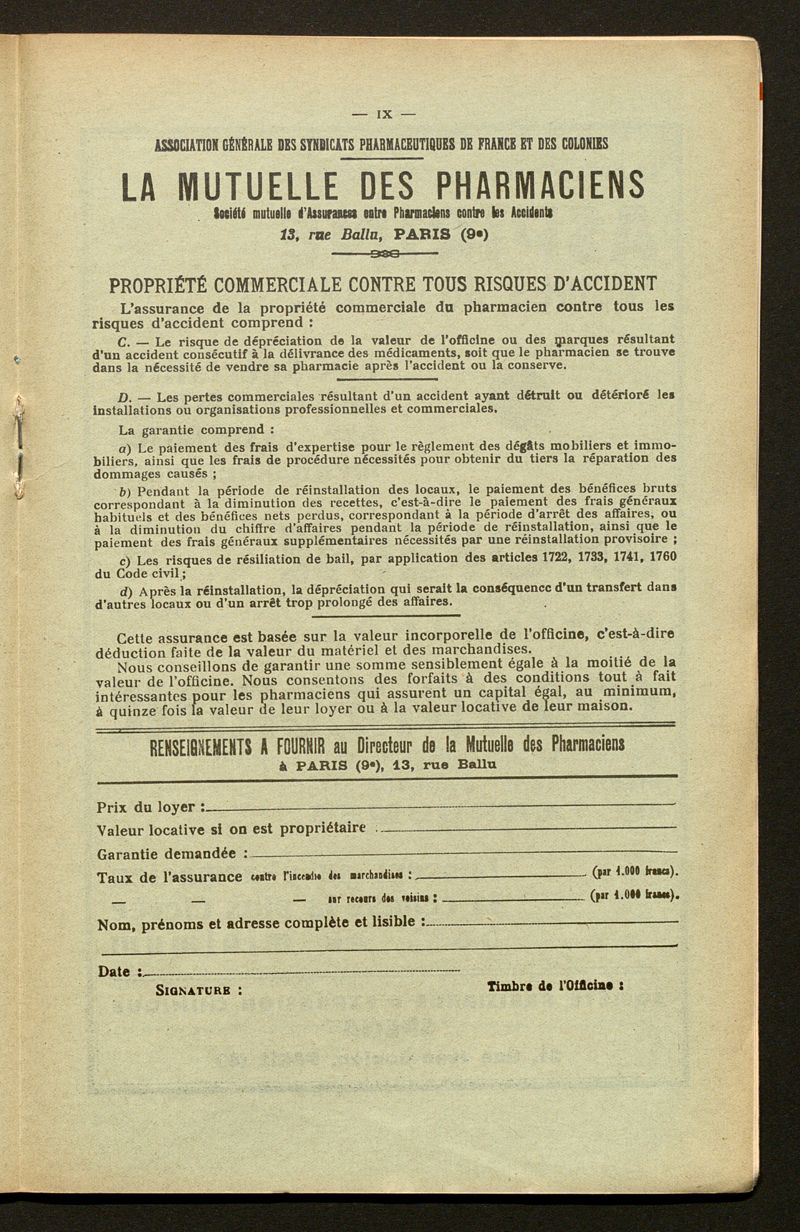 — IX —
ASSOCIATION GÉNÉRALE DES SYNDICATS PHARMACEUTIQUES DE FRANCE ET DES COLONIES
LA MUTUELLE DES PHARMACIENS
Société mutuelle d'Assurances entre Pharmaciens contre les Accidents
13, rue Ballu, PARIS (9e)
PROPRIÉTÉ COMMERCIALE CONTRE TOUS RISQUES D'ACCIDENT
L'assurance de la propriété commerciale du pharmacien contre tous les
risques d'accident comprend :
C. — Le risque de dépréciation de la valeur de l'officine ou des marques résultant
d'un accident consécutif à la délivrance des médicaments, soit que le pharmacien se trouve
dans la nécessité de vendre sa pharmacie après l'accident ou la conserve.
D. — Les pertes commerciales résultant d'un accident ayant détruit ou détérioré les
installations ou organisations professionnelles et commerciales.
La garantie comprend :
a) Le paiement des frais d'expertise pour le règlement des dégâts mobiliers et immo-
biliers, ainsi que les frais de procédure nécessités pour obtenir du tiers la réparation des
dommages causés ;
b) Pendant la période de réinstallation des locaux, le paiement des bénéfices bruts
correspondant à la diminution des recettes, c'est-à-dire le paiement des frais généraux
habituels et des bénéfices nets perdus, correspondant à la période d'arrêt des affaires, ou
à la diminution du chiffre d'affaires pendant la période de réinstallation, ainsi que le
paiement des frais généraux supplémentaires nécessités par une réinstallation provisoire ;
c) Les risques de résiliation de bail, par application des articles 1722, 1733, 1741, 1760
du Code civil ;
d) Après la réinstallation, la dépréciation qui serait la conséquence d'un transfert dans
d'autres locaux ou d'un arrêt trop prolongé des affaires.
Cette assurance est basée sur la valeur incorporelle de l'officine, c'est-à-dire
déduction faite de la valeur du matériel et des marchandises.
Nous conseillons de garantir une somme sensiblement égale à la moitié de la
valeur de l'officine. Nous consentons des forfaits à des conditions tout à fait
intéressantes pour les pharmaciens qui assurent un capital égal, au minimum,
à quinze fois la valeur de leur loyer ou à la valeur locative de leur maison.
RENSEIGNEMENTS A FOURNIR au Directeur de la Mutuelle des Pharmaciens
à PARIS (9e), 13, rue Ballu
Prix du loyer :
Valeur locative si on est propriétaire :
Garantie demandée :
Taux de l'assurance contre l'incendie des marchandises : (par 1.000 francs).
— — — sur recours des voisins : (par 1.000 francs).
Nom, prénoms et adresse complète et lisible :
Date :
SIGNATURE : Timbre de l'Officine :